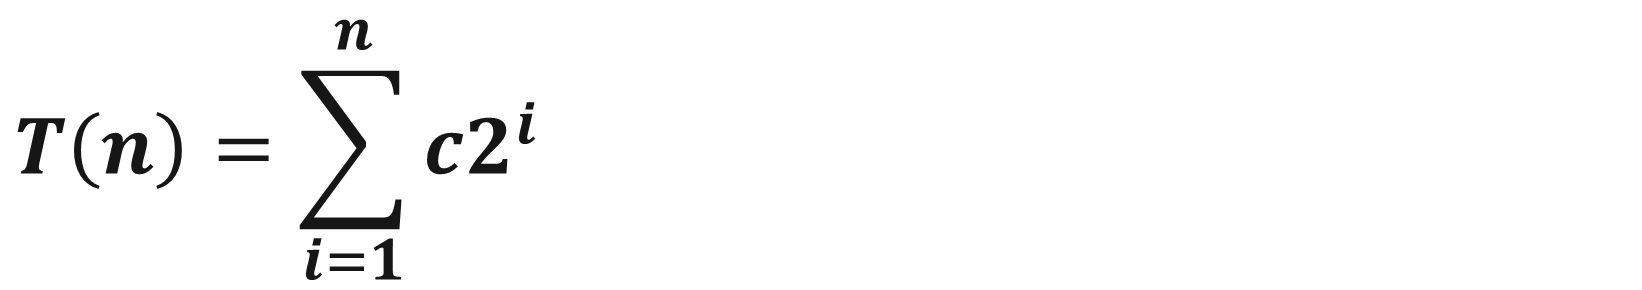 T(n) = ∑_{i=1}^{n} c2^i